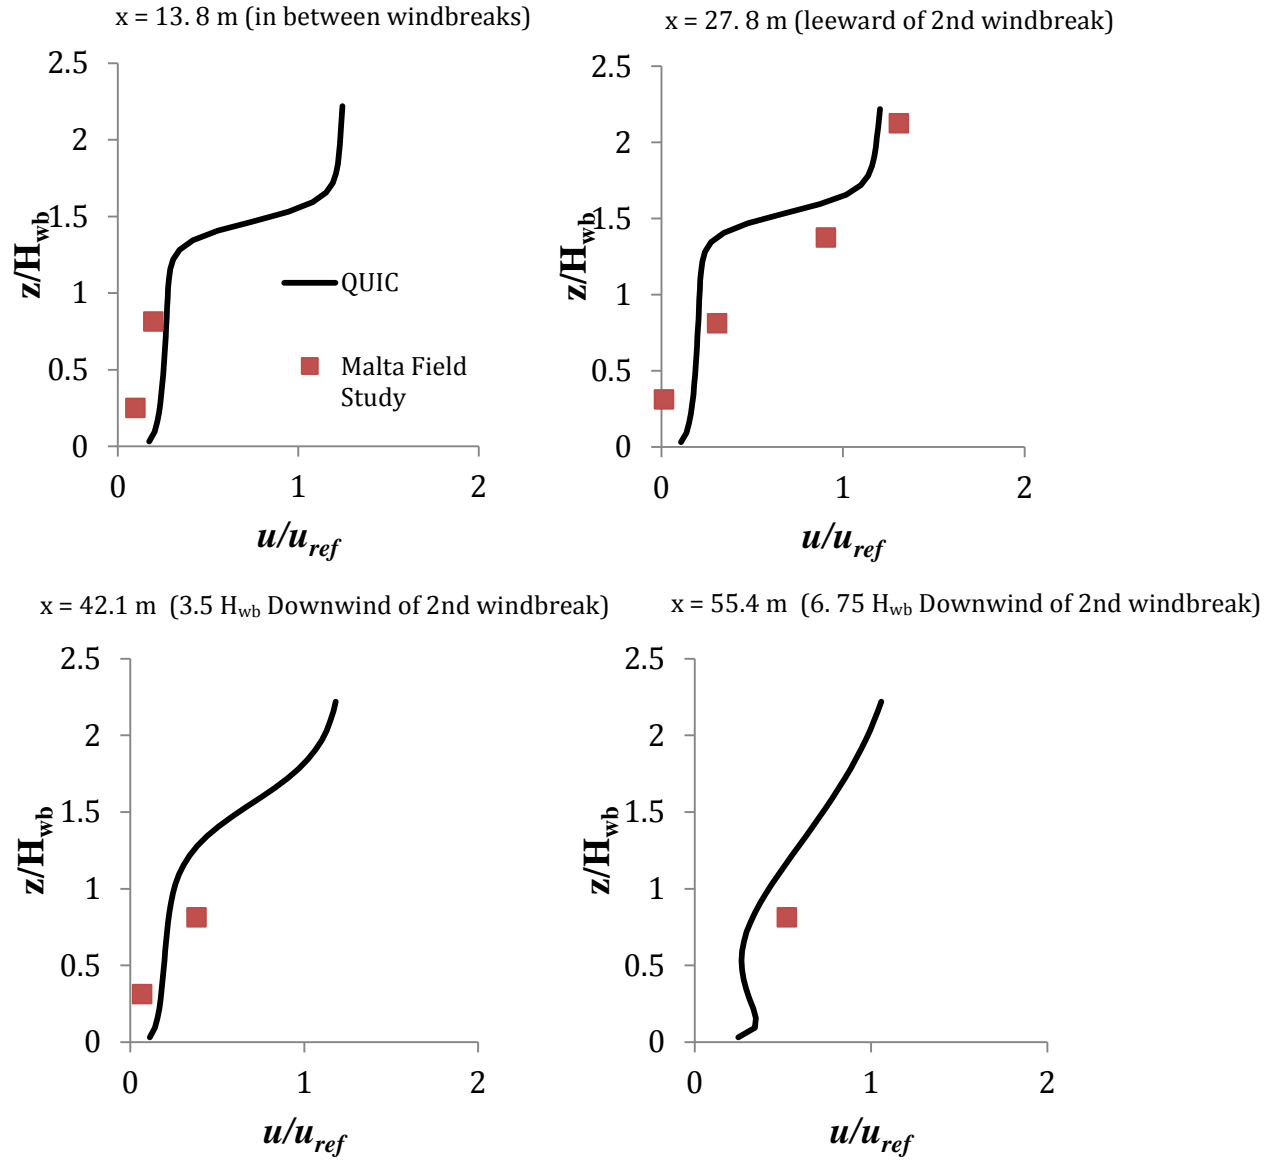 x = 13. 8 m (in between windbreaks)
2.5
2
1.5
1
0.5
0
z/Hwb
QUIC
Malta Field
Study
0 1 2
u/uref
x = 27. 8 m (leeward of 2nd windbreak)
2.5
2
1.5
1
0.5
0
z/Hwb
0 1 2
u/uref
x = 42.1 m (3.5 Hwb Downwind of 2nd windbreak)
2.5
2
1.5
1
0.5
0
z/Hwb
0 1 2
u/uref
x = 55.4 m (6. 75 Hwb Downwind of 2nd windbreak)
2.5
2
1.5
1
0.5
0
z/Hwb
0 1 2
u/uref